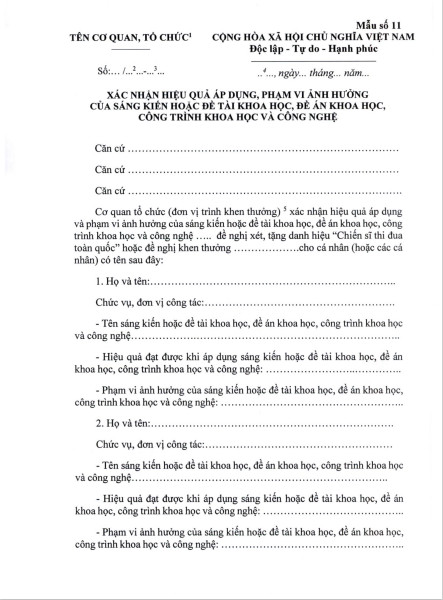 Mẫu số 11
TÊN CƠ QUAN, TỔ CHỨC¹ CỘNG HÒA XÃ HỘI CHỦ NGHĨA VIỆT NAM
Độc lập - Tự do - Hạnh phúc
Số:... /...²...-...³... ..⁴..., ngày... tháng... năm...
XÁC NHẬN HIỆU QUẢ ÁP DỤNG, PHẠM VI ẢNH HƯỞNG
CỦA SÁNG KIẾN HOẶC ĐỀ TÀI KHOA HỌC, ĐỀ ÁN KHOA HỌC,
CÔNG TRÌNH KHOA HỌC VÀ CÔNG NGHỆ
Căn cứ ……………………………………………………
Căn cứ ……………………………………………………
Căn cứ ……………………………………………………
Cơ quan tổ chức (đơn vị trình khen thưởng) ⁵ xác nhận hiệu quả áp dụng
và phạm vi ảnh hưởng của sáng kiến hoặc đề tài khoa học, đề án khoa học, công
trình khoa học và công nghệ ….. đề nghị xét, tặng danh hiệu “Chiến sĩ thi đua
toàn quốc” hoặc đề nghị khen thưởng ……………….cho cá nhân (hoặc các cá
nhân) có tên sau đây:
1. Họ và tên:……………………………………………
Chức vụ, đơn vị công tác:………………………………
- Tên sáng kiến hoặc đề tài khoa học, đề án khoa học, công trình khoa học
và công nghệ……………………………………………..
- Hiệu quả đạt được khi áp dụng sáng kiến hoặc đề tài khoa học, đề án
khoa học, công trình khoa học và công nghệ: ……………………………..
- Phạm vi ảnh hưởng của sáng kiến hoặc đề tài khoa học, đề án khoa học,
công trình khoa học và công nghệ: ……………………………………..
2. Họ và tên:……………………………………………
Chức vụ, đơn vị công tác:………………………………
- Tên sáng kiến hoặc đề tài khoa học, đề án khoa học, công trình khoa học
và công nghệ……………………………………………..
- Hiệu quả đạt được khi áp dụng sáng kiến hoặc đề tài khoa học, đề án
khoa học, công trình khoa học và công nghệ: ……………………………..
- Phạm vi ảnh hưởng của sáng kiến hoặc đề tài khoa học, đề án khoa học,
công trình khoa học và công nghệ: ……………………………………..